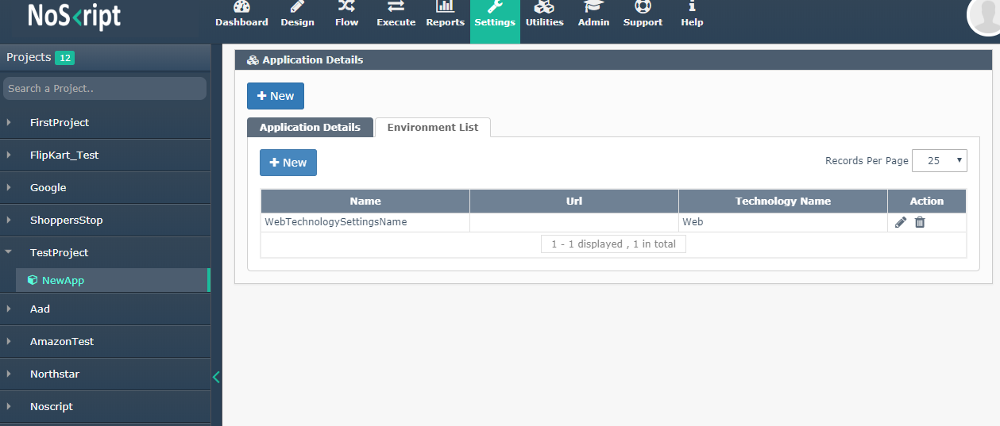 NoScript
Dashboard Design Flow Execute Reports Settings Utilities Admin Support Help
Projects 12
Search a Project..
FirstProject
FlipKart_Test
Google
ShoppersStop
TestProject
NewApp
Aad
AmazonTest
Northstar
Noscript
Application Details
New
Application Details Environment List
New
Records Per Page 25
Name Url Technology Name Action
WebTechnologySettingsName Web
1 - 1 displayed , 1 in total